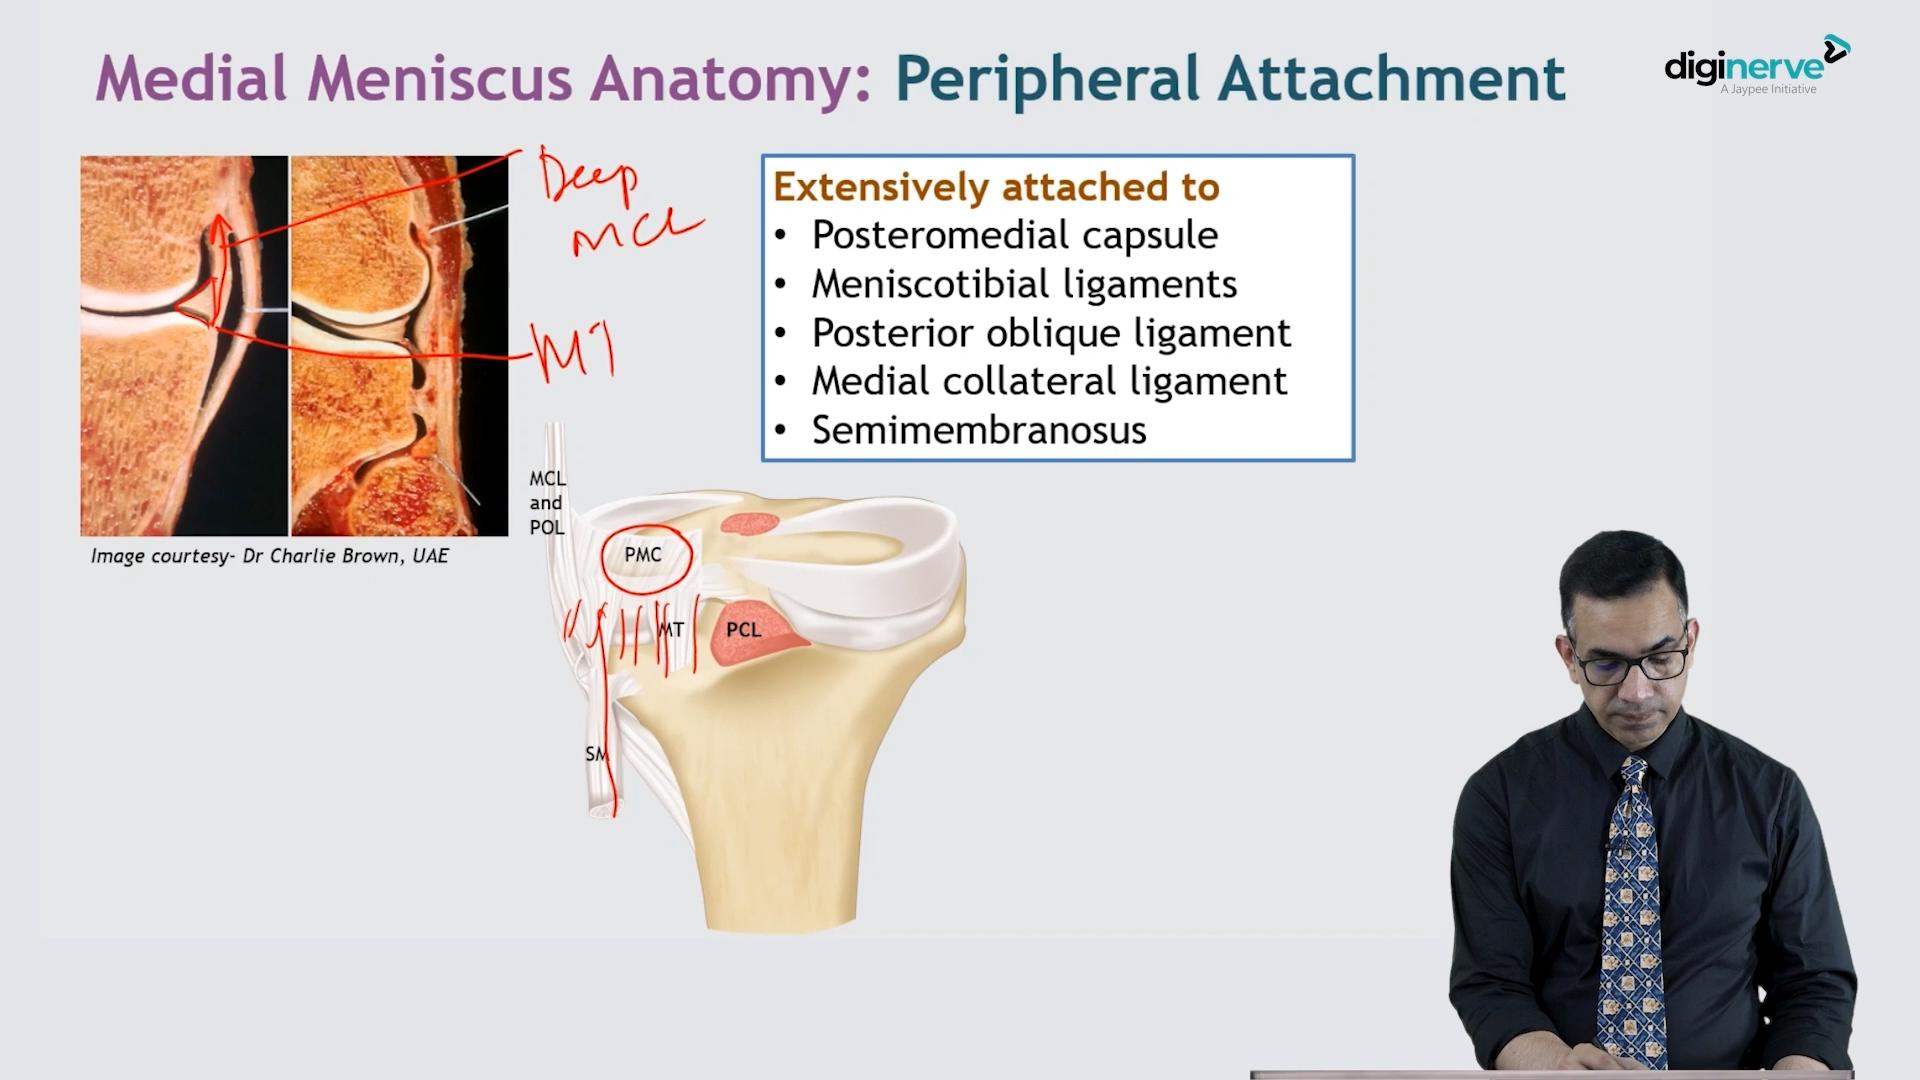 Medial Meniscus Anatomy: Peripheral Attachment
diginerve
A Jaypee Initiative
Deep
MCL
MT
Extensively attached to
• Posteromedial capsule
• Meniscotibial ligaments
• Posterior oblique ligament
• Medial collateral ligament
• Semimembranosus
Image courtesy- Dr Charlie Brown, UAE
MCL
and
POL
PMC
MT
PCL
SM